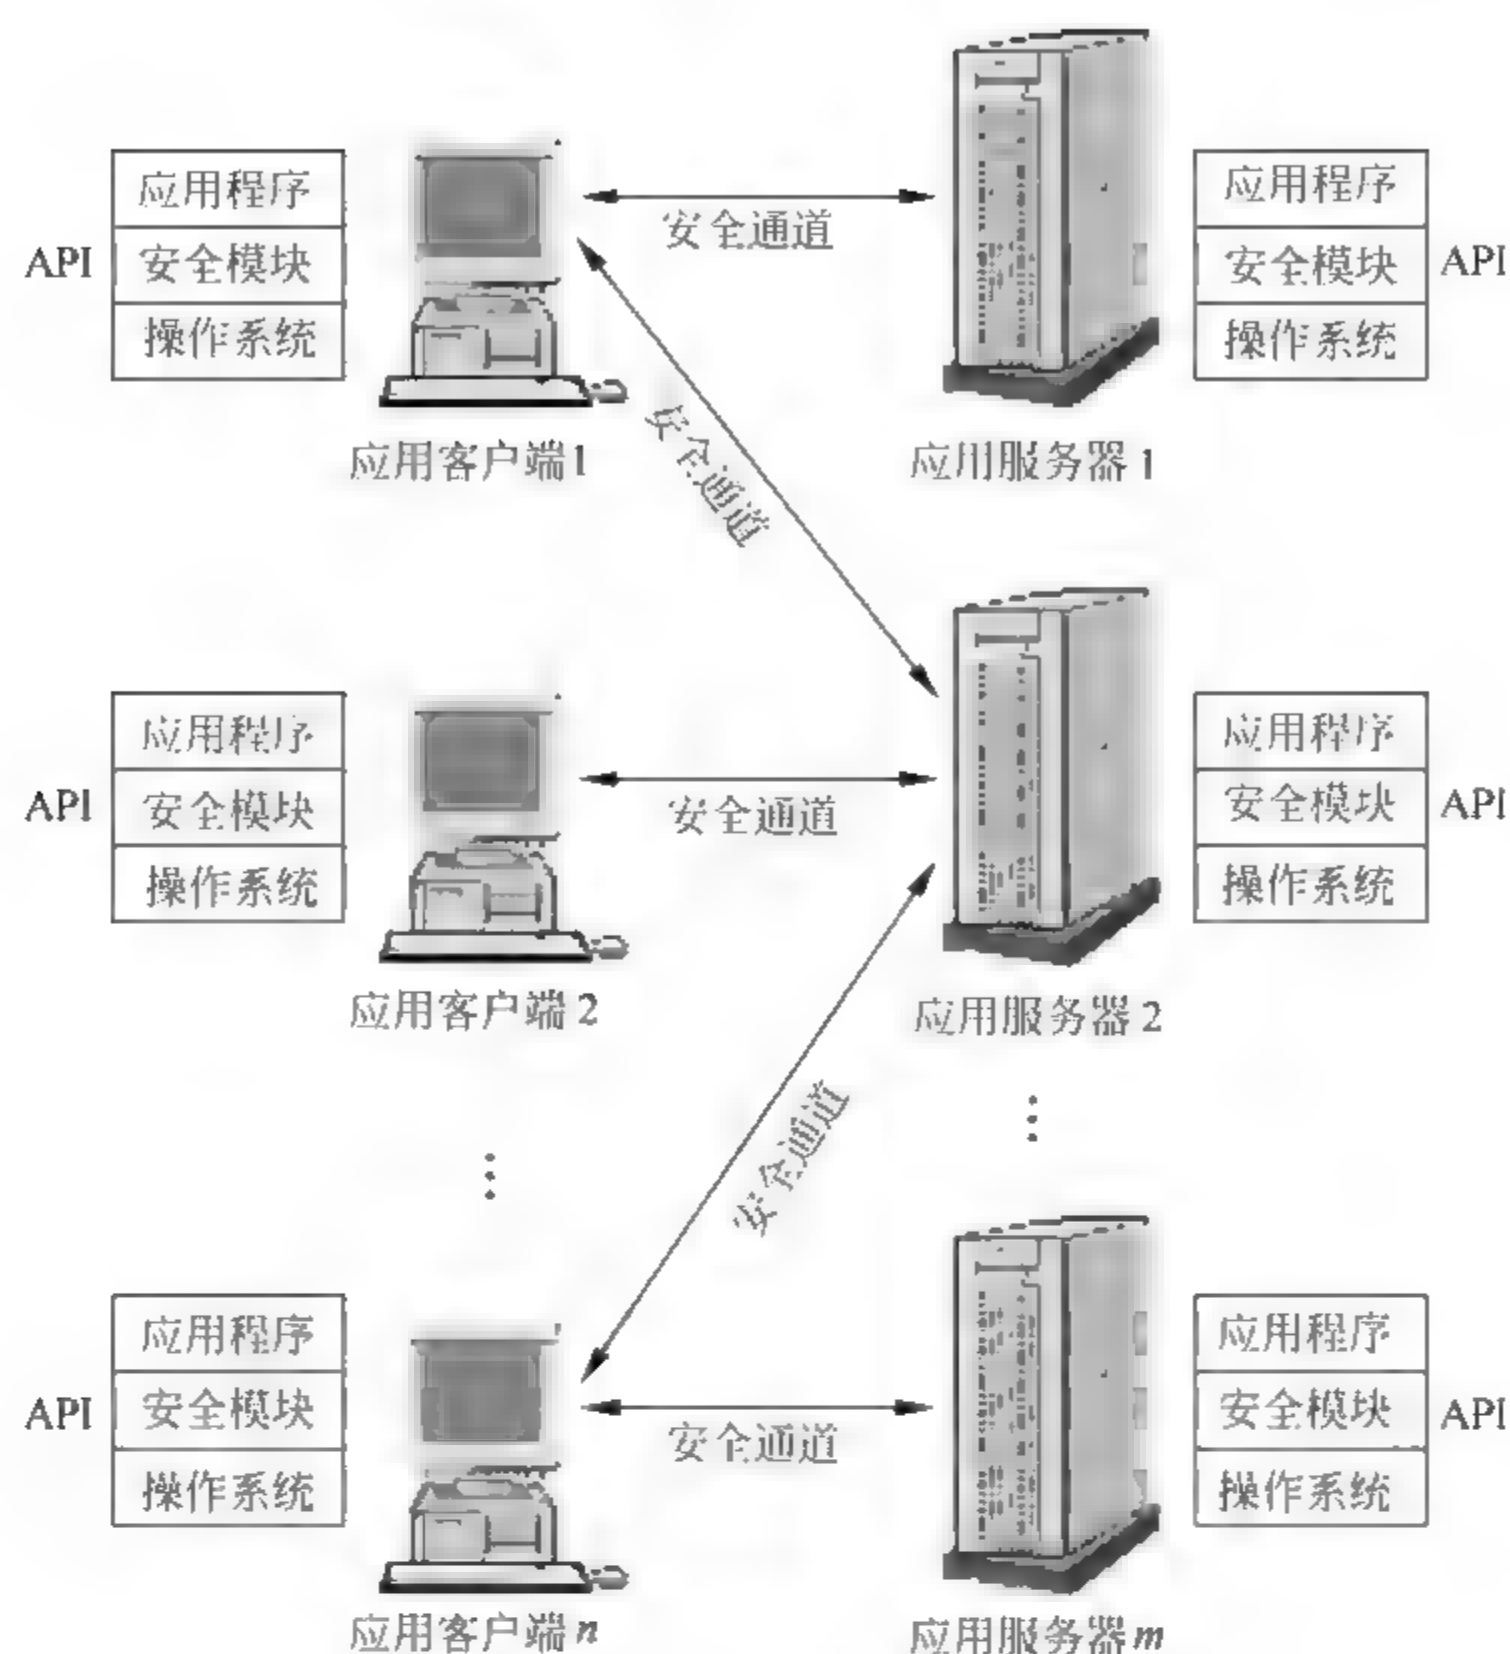 应用程序
API
安全模块
操作系统
应用客户端1
安全通道
应用程序
安全模块
API
操作系统
应用服务器1
安全通道
应用程序
API
安全模块
操作系统
应用客户端2
安全通道
应用程序
安全模块
API
操作系统
应用服务器2
安全通道
应用程序
API
安全模块
操作系统
应用客户端n
安全通道
应用程序
安全模块
API
操作系统
应用服务器m